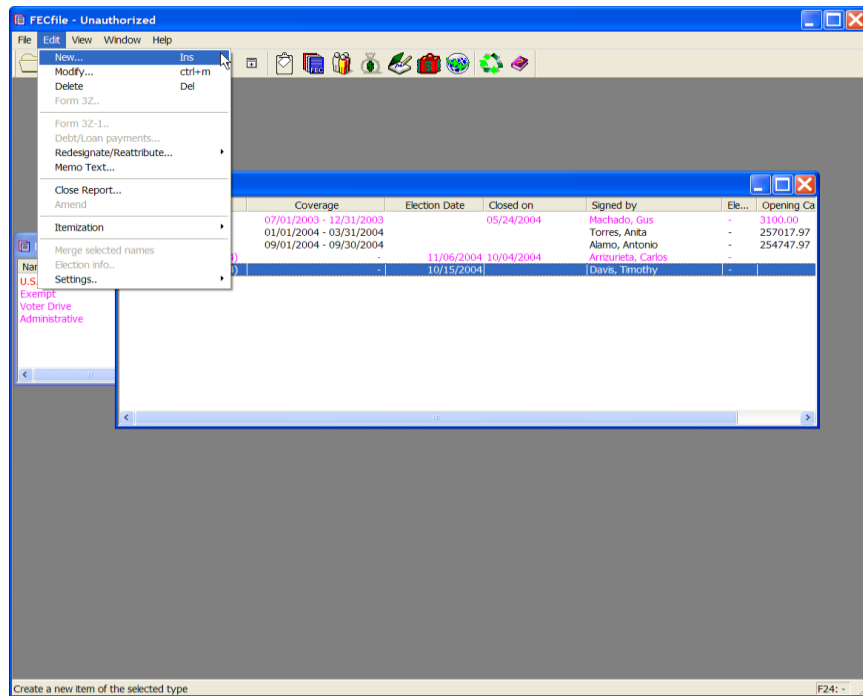 FECfile - Unauthorized
File Edit View Window Help
New... Ins
Modify... ctrl+m
Delete Del
Form 3Z..
Form 3Z-1..
Debt/Loan payments...
Redesignate/Reattribute...
Memo Text...
Close Report...
Amend
Itemization
Merge selected names
Election info..
Settings..
FEC
Coverage Election Date Closed on Signed by Ele... Opening Ca
07/01/2003 - 12/31/2003 05/24/2004 Machado, Gus - 3100.00
01/01/2004 - 03/31/2004 Torres, Anita - 257017.97
09/01/2004 - 09/30/2004 Alamo, Antonio - 254747.97
) - 11/06/2004 10/04/2004 Arrizurieta, Carlos -
) - 10/15/2004 Davis, Timothy -
U.S.
Exempt
Voter Drive
Administrative
Create a new item of the selected type F24: -